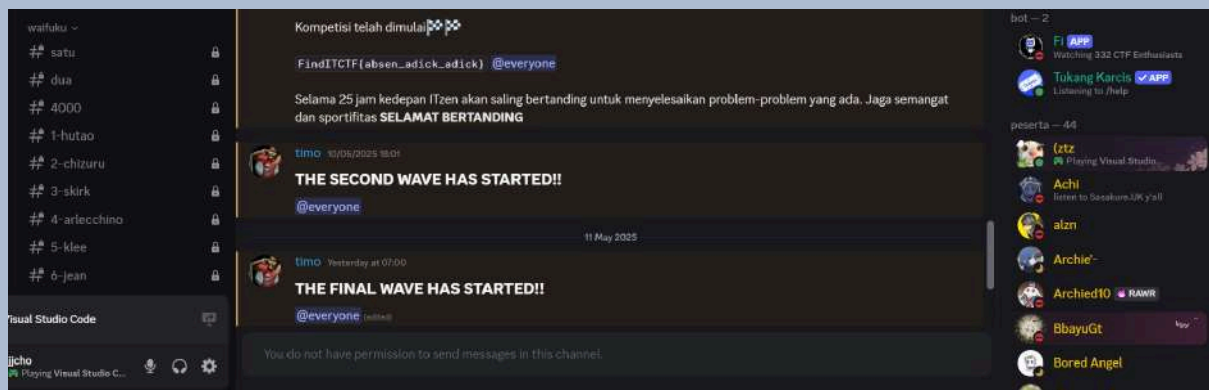 waifuku
satu
dua
4000
1-hutao
2-chizuru
3-skirk
4-arlecchino
5-klee
6-jean
Visual Studio Code
jjcho
Playing Visual Studio C...
Kompetisi telah dimulai
FindITCTF{absen_adick_adick} @everyone
Selama 25 jam kedepan ITzen akan saling bertanding untuk menyelesaikan problem-problem yang ada. Jaga semangat
dan sportifitas SELAMAT BERTANDING
timo 10/05/2025 18:01
THE SECOND WAVE HAS STARTED!!
@everyone
11 May 2025
timo Yesterday at 07:00
THE FINAL WAVE HAS STARTED!!
@everyone (edited)
You do not have permission to send messages in this channel.
bot — 2
Fi APP
Watching 332 CTF Enthusiasts
Tukang Karcis APP
Listening to /help
peserta — 44
(ztz
Playing Visual Studio...
Achi
listen to Sasakure.UK y'all
alzn
Archie'-
Archied10 RAWR
BbayuGt
Bored Angel